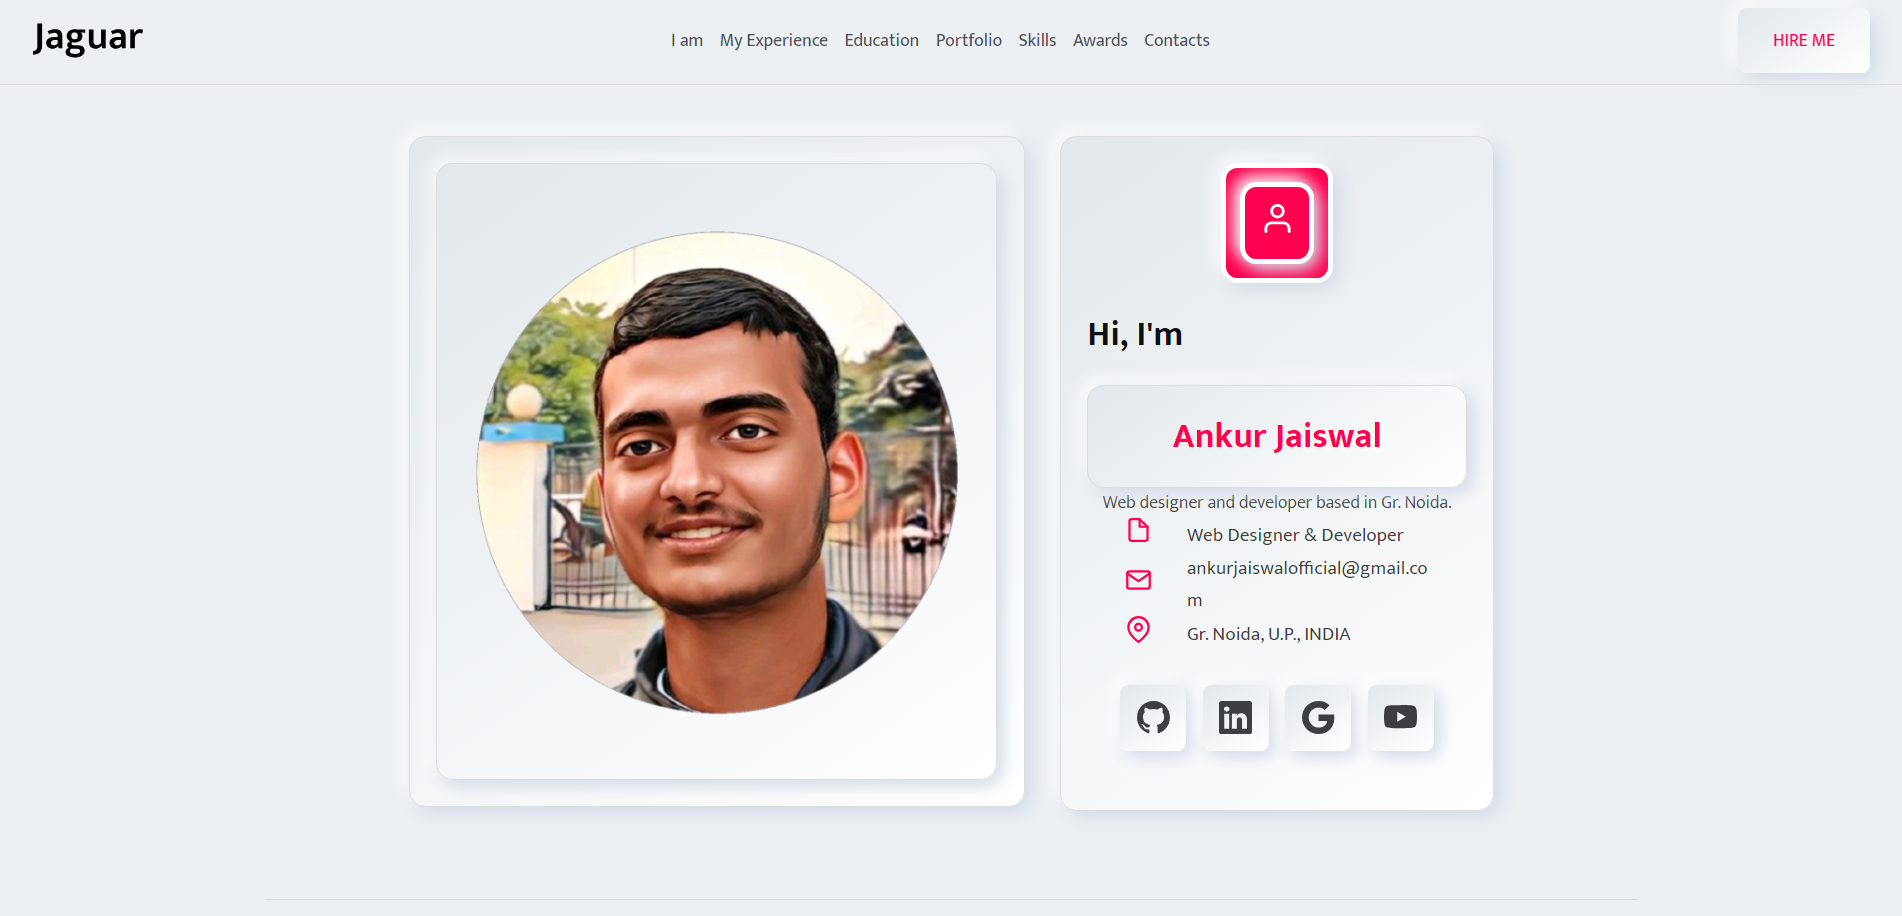 Jaguar
I am My Experience Education Portfolio Skills Awards Contacts
HIRE ME
Hi, I'm
Ankur Jaiswal
Web designer and developer based in Gr. Noida.
Web Designer & Developer
ankurjaiswalofficial@gmail.co
m
Gr. Noida, U.P., INDIA
in
G